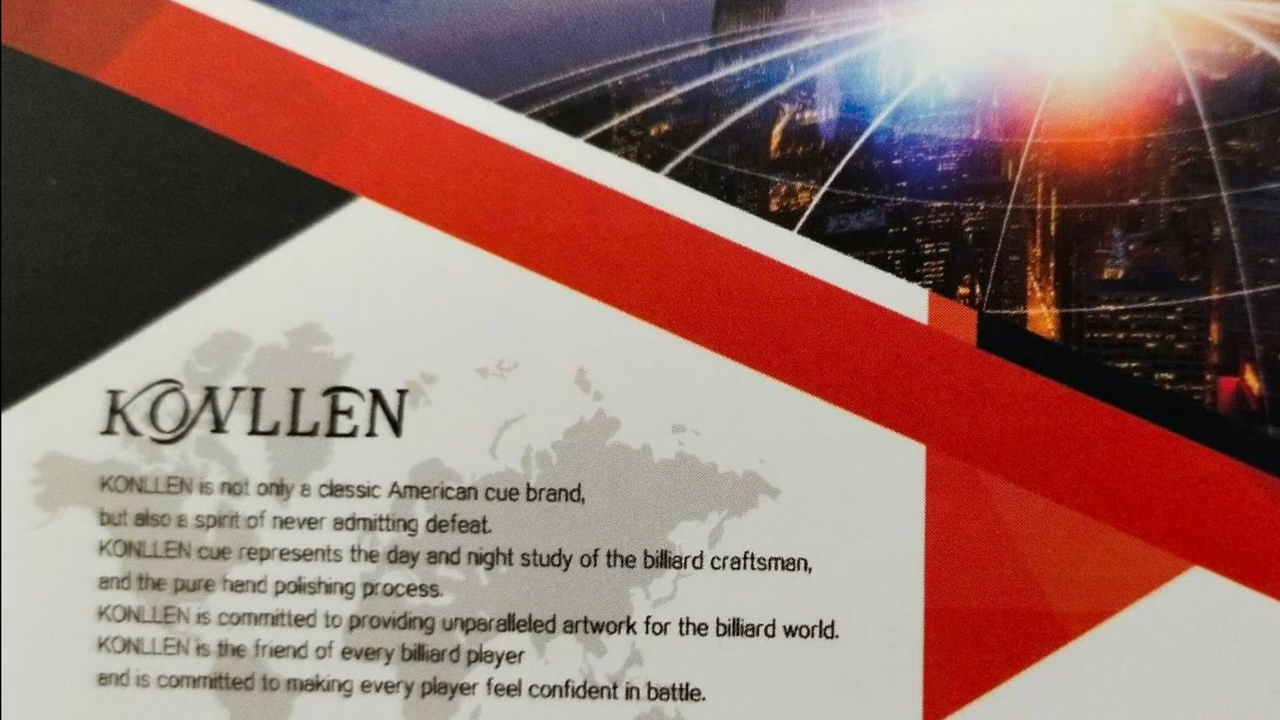 KONLLEN
KONLLEN is not only a classic American cue brand,
but also a spirit of never admitting defeat.
KONLLEN cue represents the day and night study of the billiard craftsman,
and the pure hand polishing process.
KONLLEN is committed to providing unparalleled artwork for the billiard world.
KONLLEN is the friend of every billiard player
and is committed to making every player feel confident in battle.